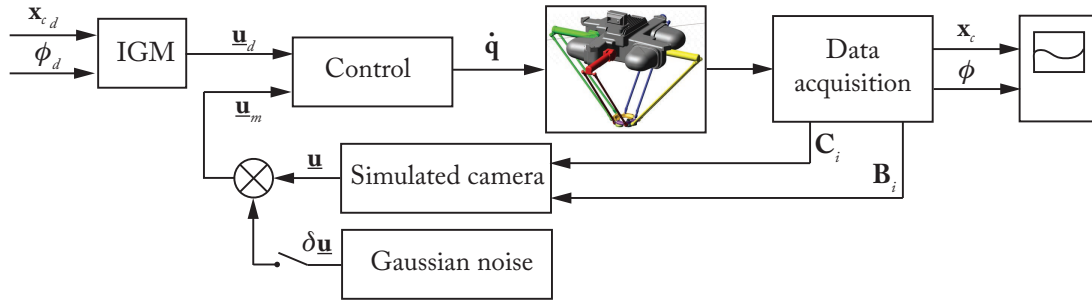 x_c d
ϕ_d
IGM
u_d
u_m
Control
q̇
Data
acquisition
x_c
ϕ
C_i
B_i
Simulated camera
u
δu
Gaussian noise